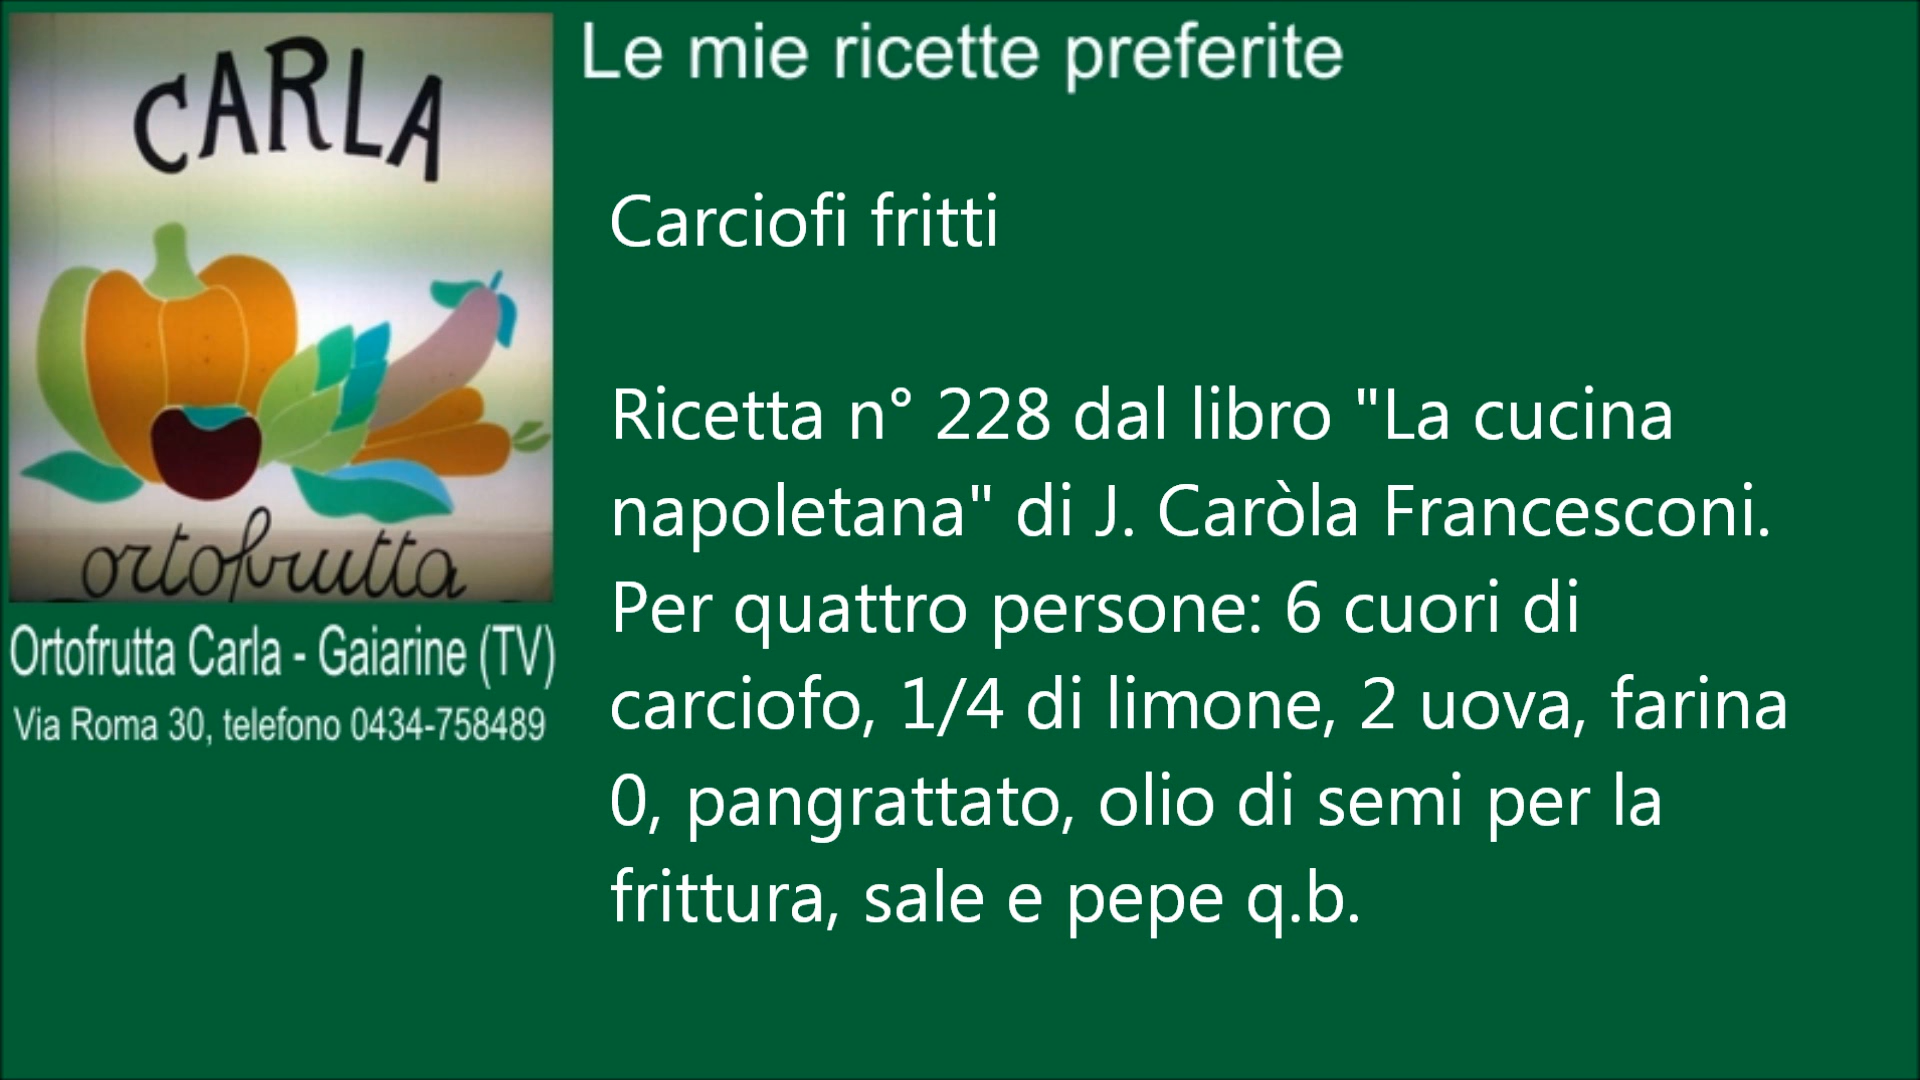 CARLA
ortofrutta
Ortofrutta Carla - Gaiarine (TV)
Via Roma 30, telefono 0434-758489
Le mie ricette preferite
Carciofi fritti
Ricetta n° 228 dal libro "La cucina
napoletana" di J. Caròla Francesconi.
Per quattro persone: 6 cuori di
carciofo, 1/4 di limone, 2 uova, farina
0, pangrattato, olio di semi per la
frittura, sale e pepe q.b.